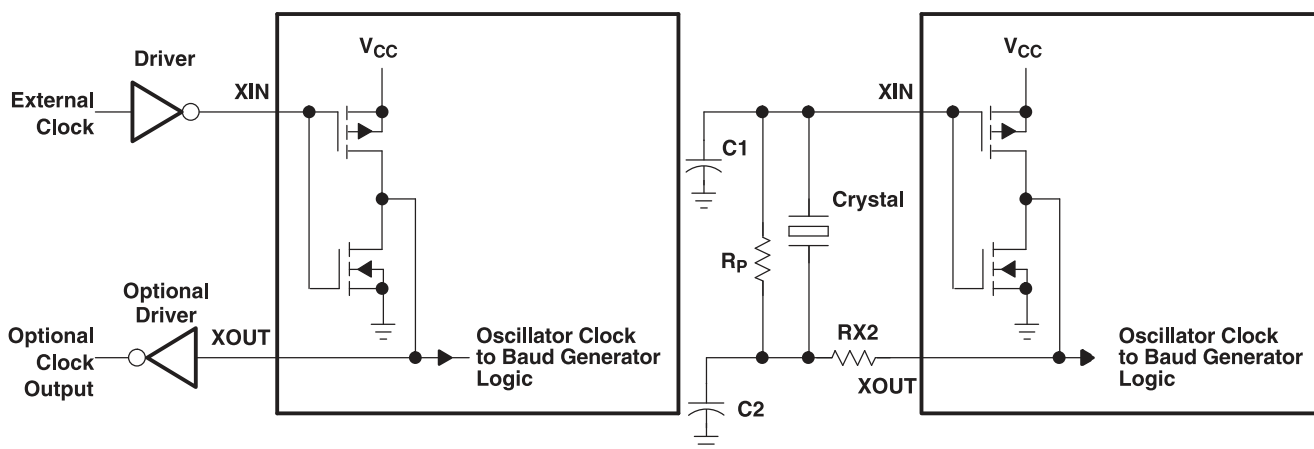 Driver
VCC
External
Clock
XIN
Optional
Driver
Optional
Clock
Output
XOUT
Oscillator Clock
to Baud Generator
Logic
VCC
XIN
C1
Crystal
RP
RX2
XOUT
C2
Oscillator Clock
to Baud Generator
Logic